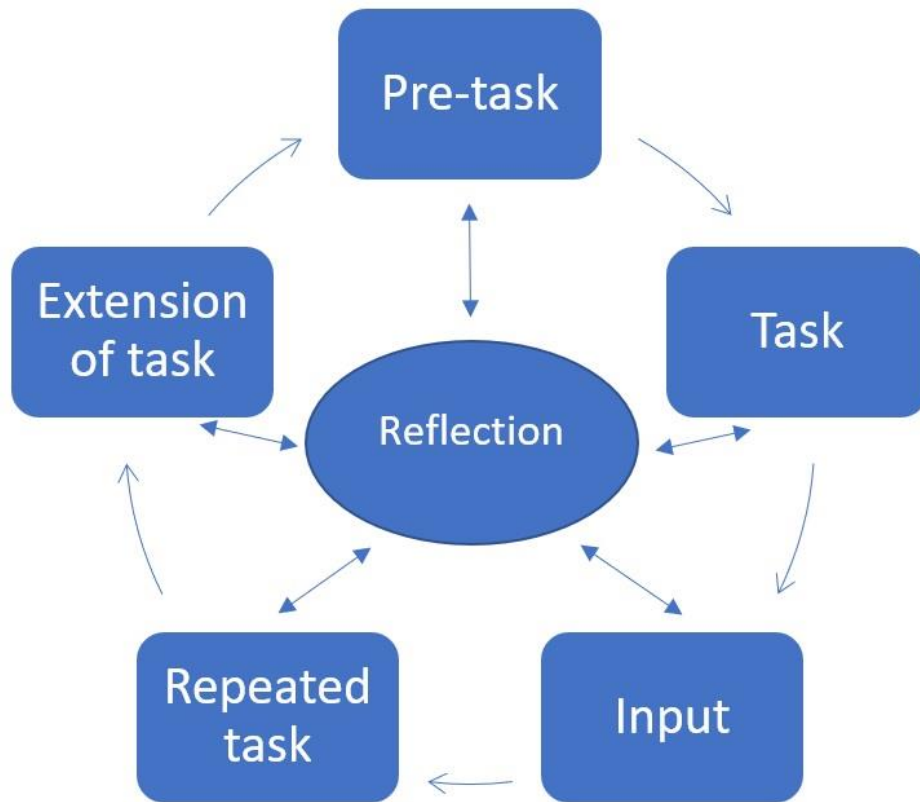 Pre-task
Task
Input
Repeated
task
Extension
of task
Reflection